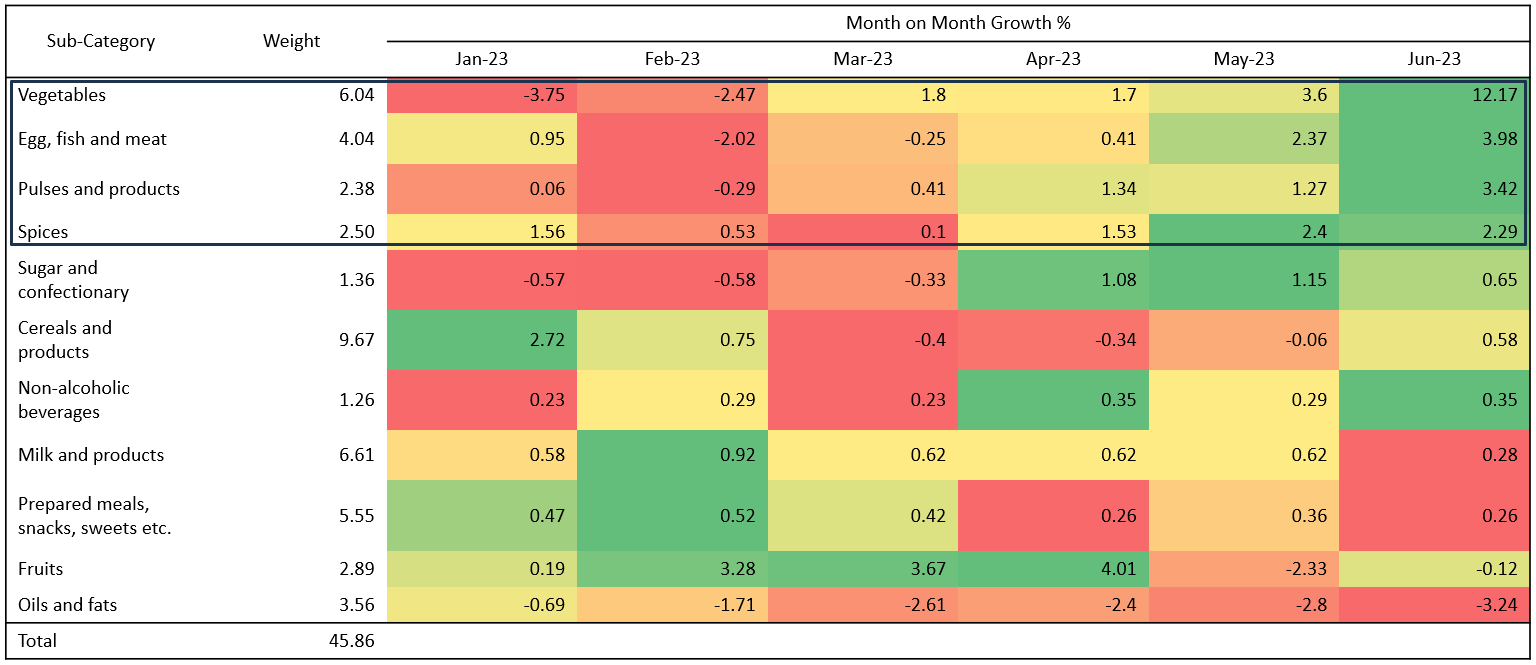 Month on Month Growth %
Sub-Category Weight
Jan-23 Feb-23 Mar-23 Apr-23 May-23 Jun-23
Vegetables 6.04 -3.75 -2.47 1.8 1.7 3.6 12.17
Egg, fish and meat 4.04 0.95 -2.02 -0.25 0.41 2.37 3.98
Pulses and products 2.38 0.06 -0.29 0.41 1.34 1.27 3.42
Spices 2.50 1.56 0.53 0.1 1.53 2.4 2.29
Sugar and
confectionary 1.36 -0.57 -0.58 -0.33 1.08 1.15 0.65
Cereals and
products 9.67 2.72 0.75 -0.4 -0.34 -0.06 0.58
Non-alcoholic
beverages 1.26 0.23 0.29 0.23 0.35 0.29 0.35
Milk and products 6.61 0.58 0.92 0.62 0.62 0.62 0.28
Prepared meals,
snacks, sweets etc. 5.55 0.47 0.52 0.42 0.26 0.36 0.26
Fruits 2.89 0.19 3.28 3.67 4.01 -2.33 -0.12
Oils and fats 3.56 -0.69 -1.71 -2.61 -2.4 -2.8 -3.24
Total 45.86